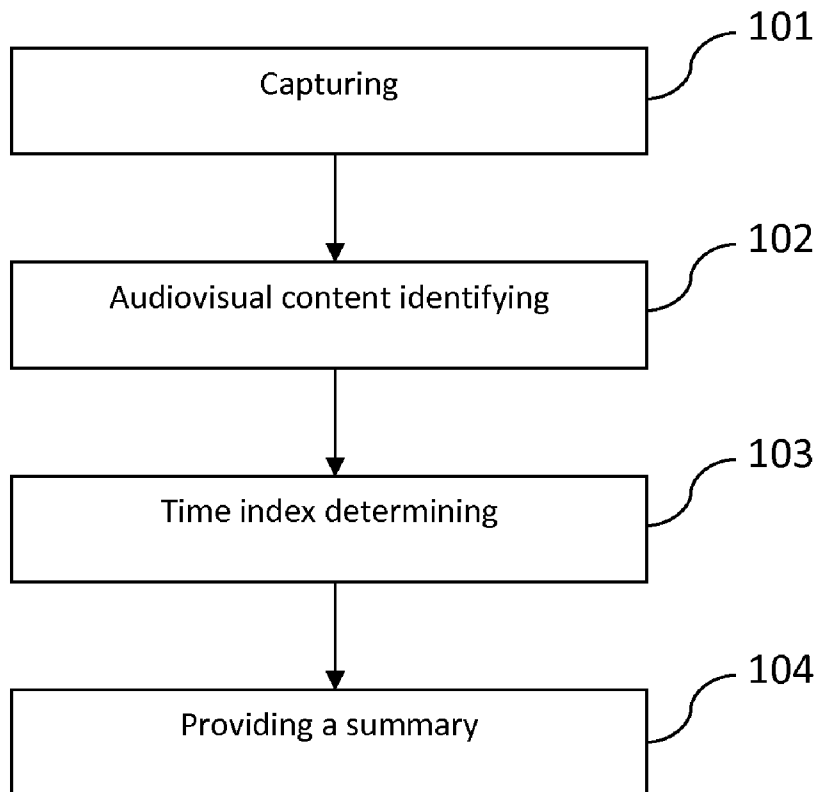 101
Capturing
102
Audiovisual content identifying
103
Time index determining
104
Providing a summary